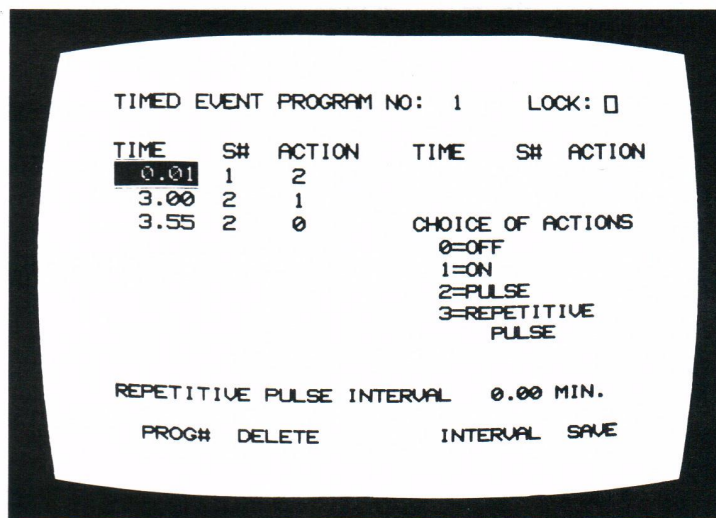 TIMED EVENT PROGRAM NO: 1 LOCK: 
TIME S# ACTION TIME S# ACTION
0.01 1 2
3.00 2 1
3.55 2 0
CHOICE OF ACTIONS
0=OFF
1=ON
2=PULSE
3=REPETITIVE
PULSE
REPETITIVE PULSE INTERVAL 0.00 MIN.
PROG# DELETE INTERVAL SAVE